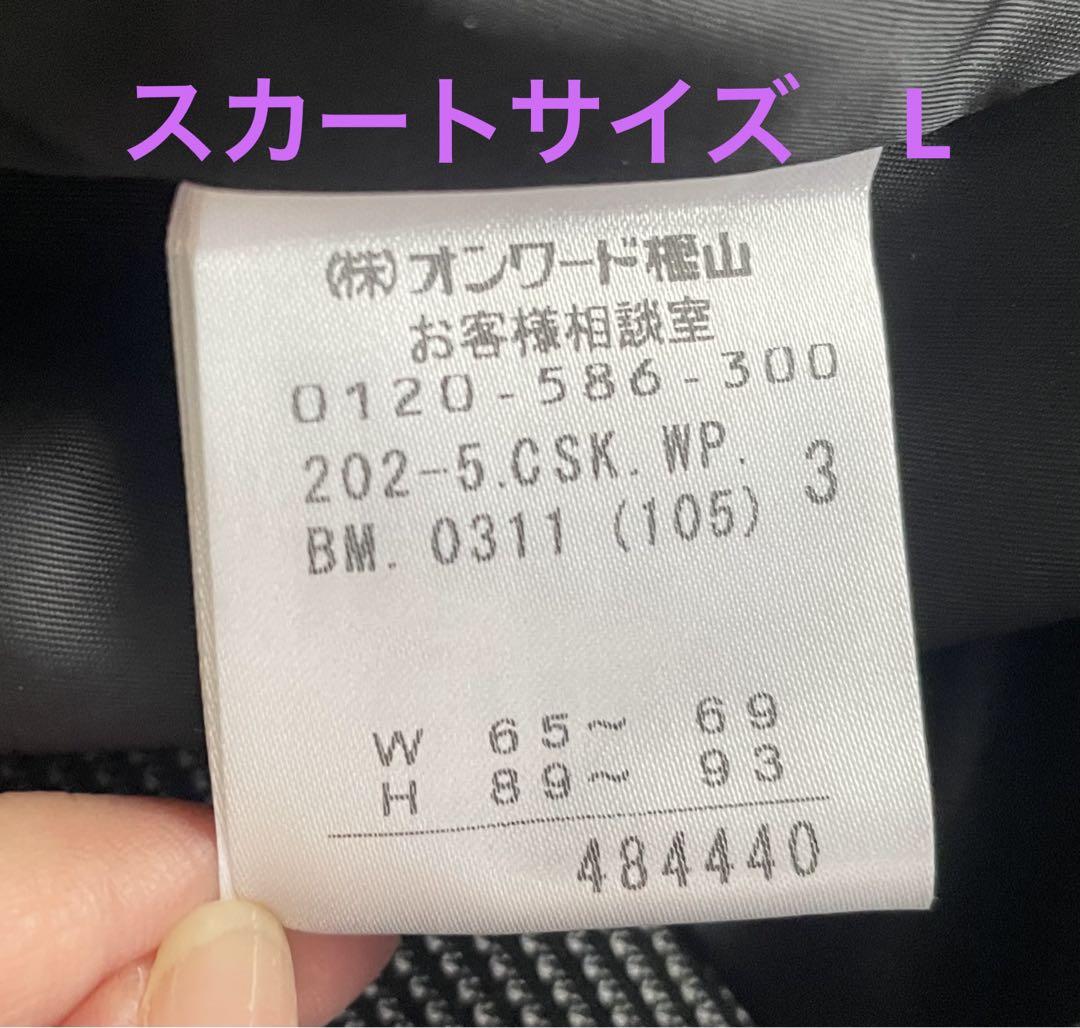 スカートサイズ L
㈱オンワード樫山
お客様相談室
0120-586-300
202-5.CSK.WP. 3
BM. 0311 (105)
W 65～ 69
H 89～ 93
484440